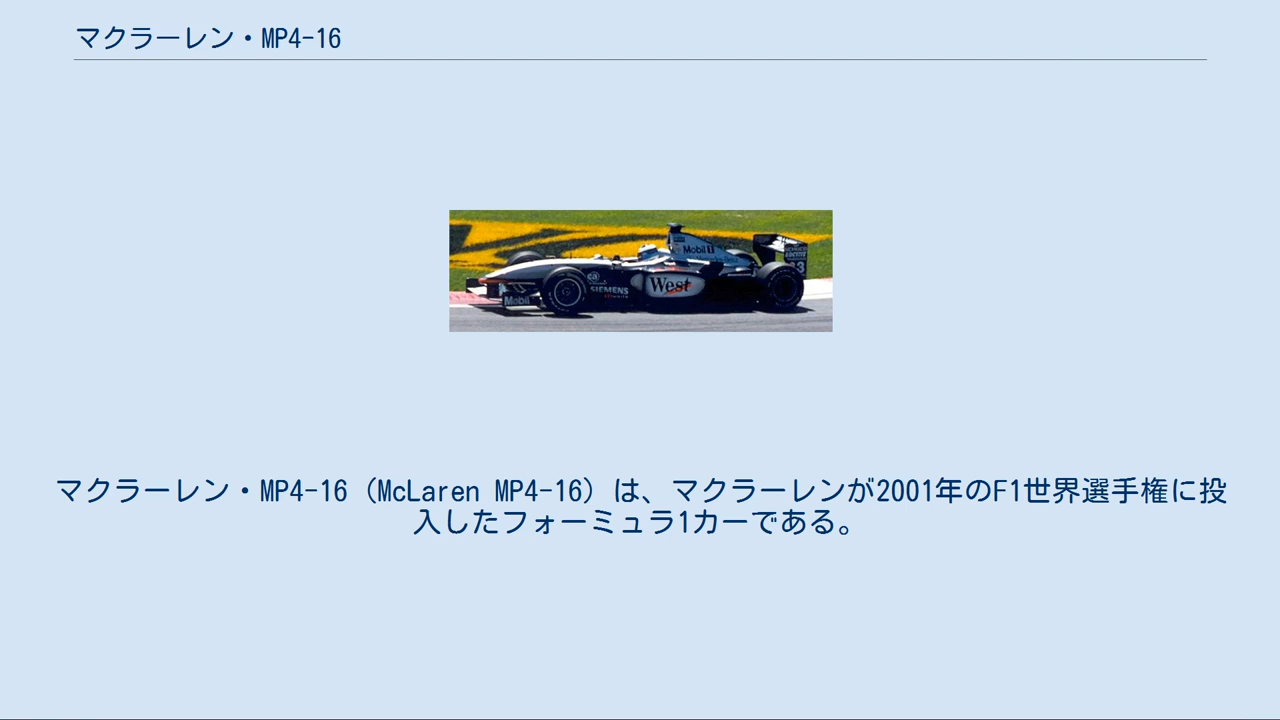 マクラーレン・MP4-16
Mobil 1
West
SIEMENS
Mobil
マクラーレン・MP4-16（McLaren MP4-16）は、マクラーレンが2001年のF1世界選手権に投
入したフォーミュラ1カーである。